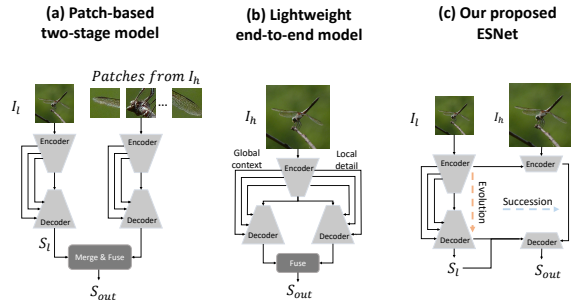 (a) Patch-based
two-stage model
Patches from I_h
...
I_l
Encoder
Encoder
Decoder
Decoder
S_l
Merge & Fuse
S_out
(b) Lightweight
end-to-end model
I_h
Global
context
Encoder
Local
detail
Decoder
Decoder
Fuse
S_out
(c) Our proposed
ESNet
I_l
I_h
Encoder
Encoder
Evolution
Succession
Decoder
Decoder
S_l
S_out